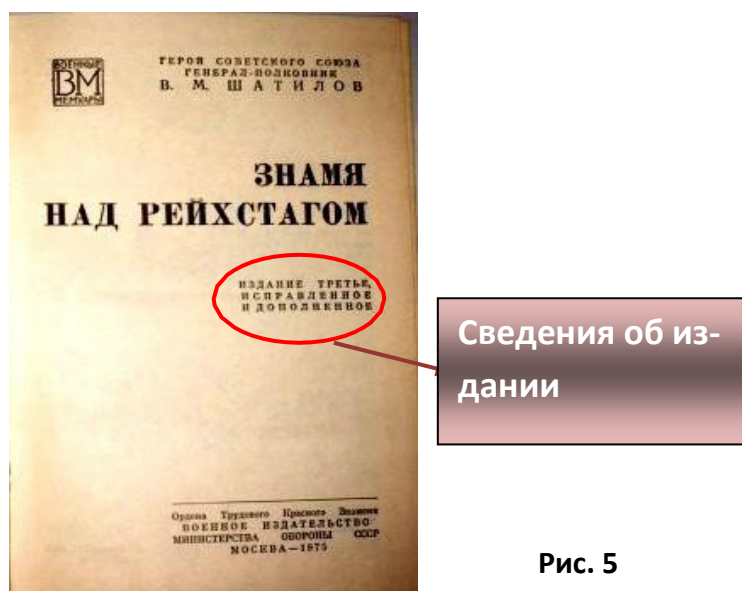 ВОЕННЫЕ
ВМ
МЕМУАРЫ
ГЕРОЙ СОВЕТСКОГО СОЮЗА
ГЕНЕРАЛ-ПОЛКОВНИК
В. М. ШАТИЛОВ
ЗНАМЯ
НАД РЕЙХСТАГОМ
ИЗДАНИЕ ТРЕТЬЕ,
ИСПРАВЛЕННОЕ
И ДОПОЛНЕННОЕ
Сведения об из-
дании
Ордена Трудового Красного Знамени
ВОЕННОЕ ИЗДАТЕЛЬСТВО
МИНИСТЕРСТВА ОБОРОНЫ СССР
МОСКВА—1975
Рис. 5